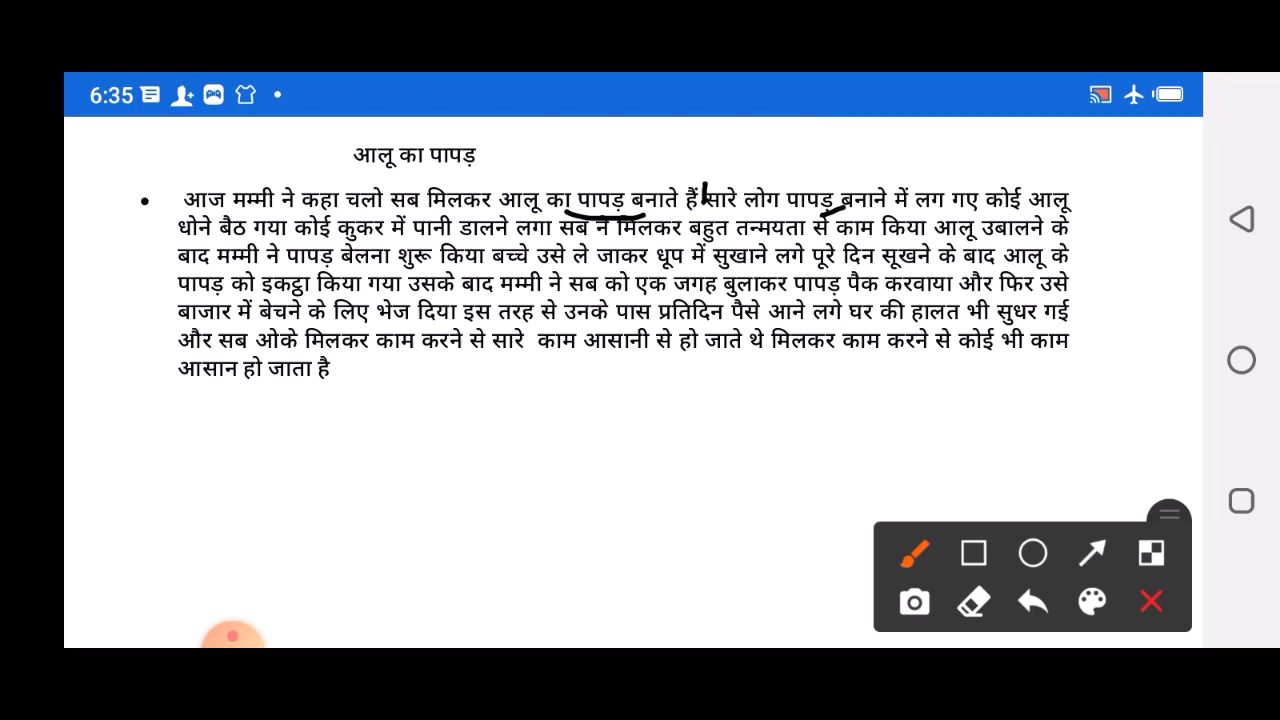 6:35
आलू का पापड़
• आज मम्मी ने कहा चलो सब मिलकर आलू का पापड़ बनाते हैं। सारे लोग पापड़ बनाने में लग गए कोई आलू
धोने बैठ गया कोई कुकर में पानी डालने लगा सब ने मिलकर बहुत तन्मयता से काम किया आलू उबालने के
बाद मम्मी ने पापड़ बेलना शुरू किया बच्चे उसे ले जाकर धूप में सुखाने लगे पूरे दिन सूखने के बाद आलू के
पापड़ को इकट्ठा किया गया उसके बाद मम्मी ने सब को एक जगह बुलाकर पापड़ पैक करवाया और फिर उसे
बाजार में बेचने के लिए भेज दिया इस तरह से उनके पास प्रतिदिन पैसे आने लगे घर की हालत भी सुधर गई
और सब ओके मिलकर काम करने से सारे काम आसानी से हो जाते थे मिलकर काम करने से कोई भी काम
आसान हो जाता है